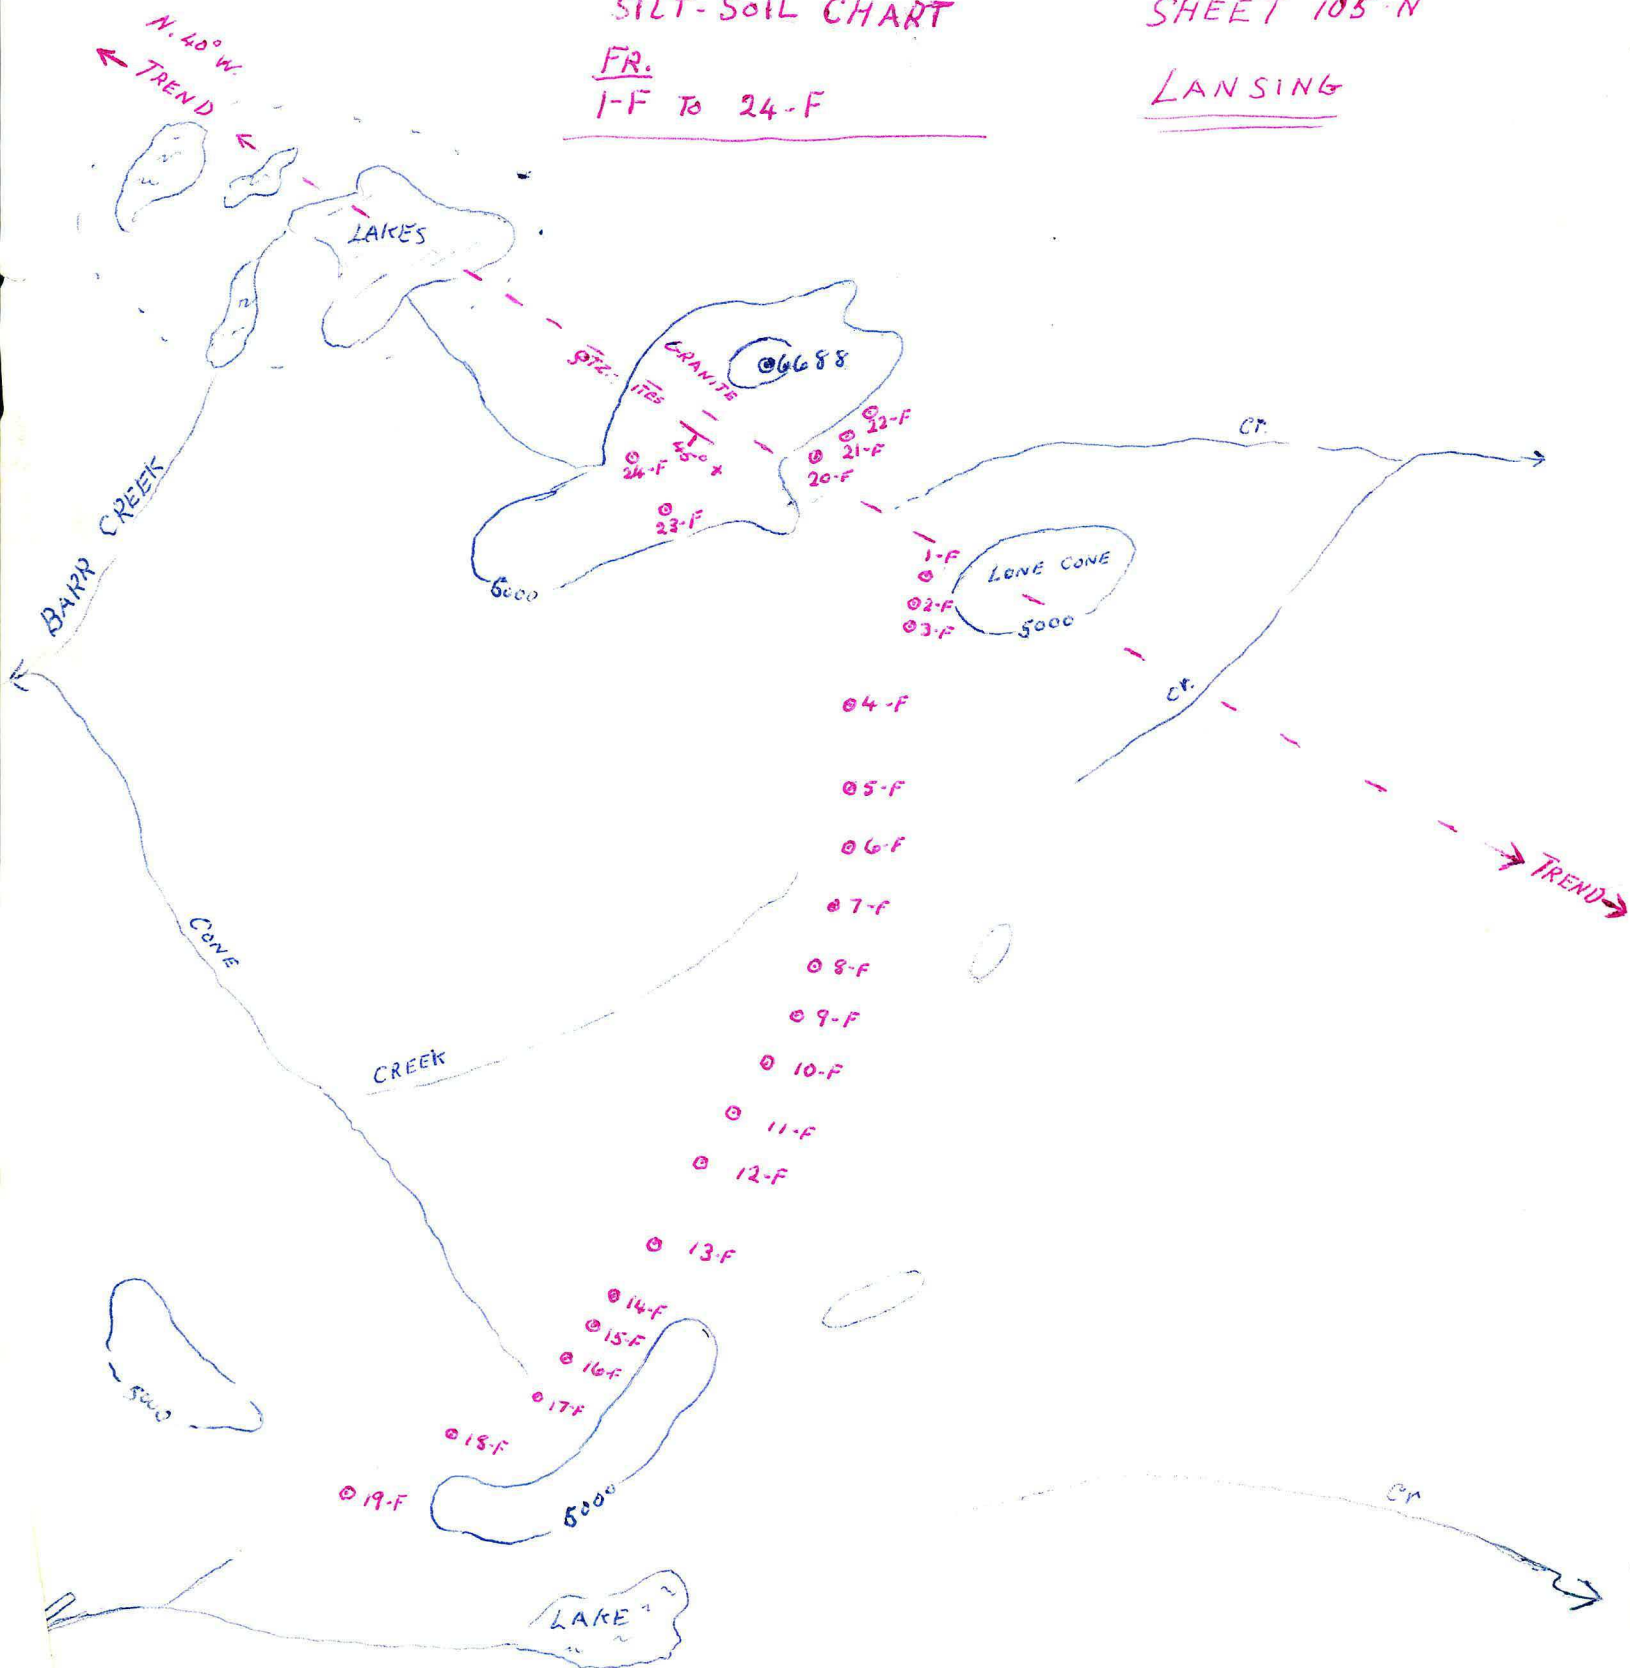 SILT-SOIL CHART
SHEET 105-N
FR.
1-F TO 24-F
LANSING
N. 40° W.
TREND
LAKES
GRANITE
6688
QTZ.-ITES
22-F
21-F
20-F
24-F
45°
23-F
6000
Cr.
BARR CREEK
1-F
LONE CONE
2-F
3-F
5000
4-F
Cr.
5-F
6-F
TREND
7-F
CONE
8-F
9-F
CREEK
10-F
11-F
12-F
13-F
14-F
15-F
16-F
17-F
5000
18-F
19-F
5000
Cr
LAKE